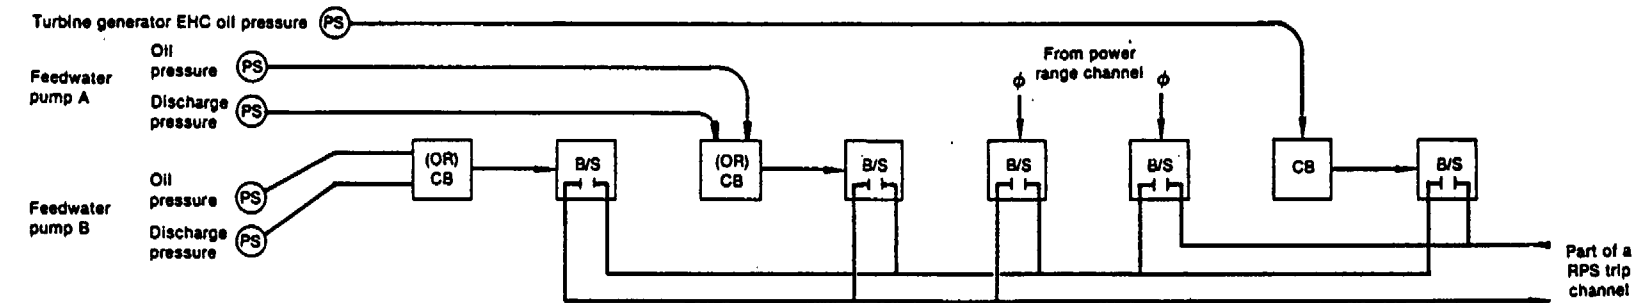 Turbine generator EHC oil pressure
PS
Feedwater
pump A
Oil
pressure
PS
Discharge
pressure
PS
From power
range channel
ϕ
ϕ
Feedwater
pump B
Oil
pressure
PS
Discharge
pressure
PS
(OR)
CB
B/S
(OR)
CB
B/S
B/S
B/S
CB
B/S
Part of a
RPS trip
channel